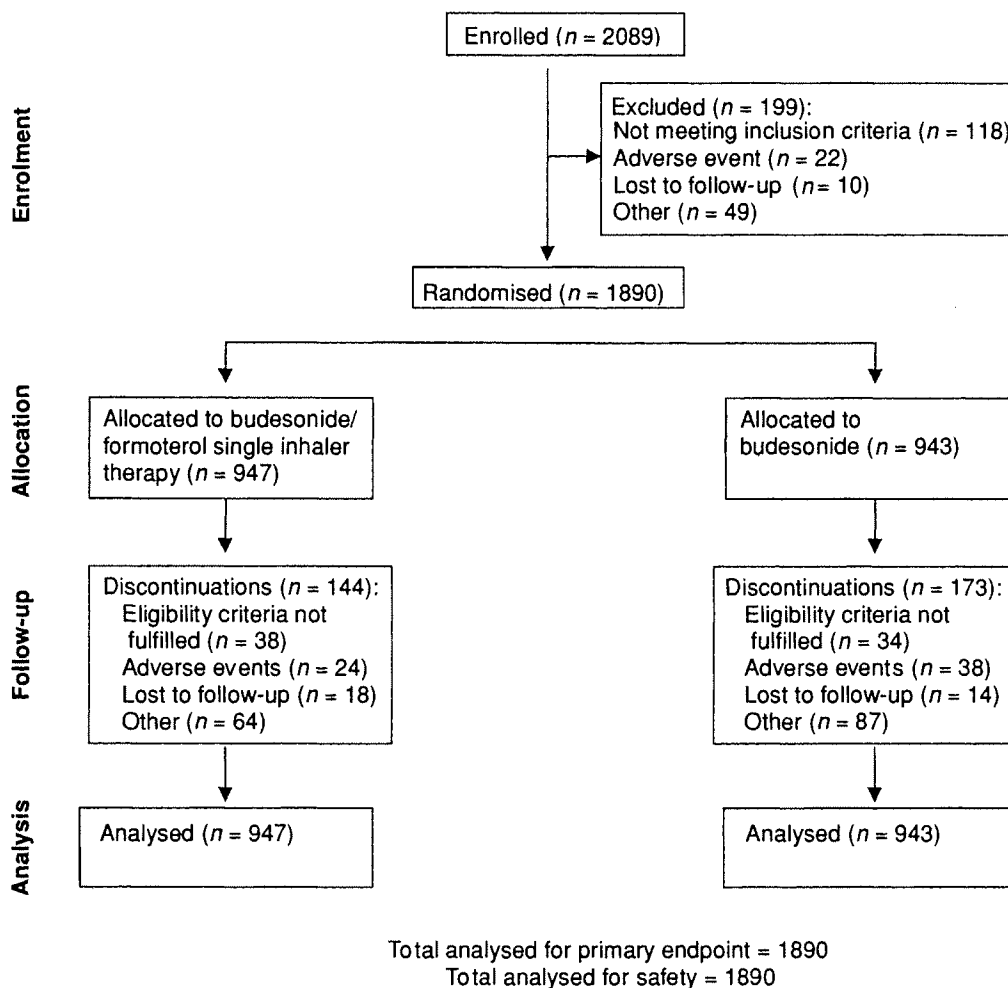 Enrolled (n = 2089)
Enrolment
Excluded (n = 199):
Not meeting inclusion criteria (n = 118)
Adverse event (n = 22)
Lost to follow-up (n = 10)
Other (n = 49)
Randomised (n = 1890)
Allocation
Allocated to budesonide/
formoterol single inhaler
therapy (n = 947)
Allocated to
budesonide (n = 943)
Follow-up
Discontinuations (n = 144):
Eligibility criteria not
fulfilled (n = 38)
Adverse events (n = 24)
Lost to follow-up (n = 18)
Other (n = 64)
Discontinuations (n = 173):
Eligibility criteria not
fulfilled (n = 34)
Adverse events (n = 38)
Lost to follow-up (n = 14)
Other (n = 87)
Analysis
Analysed (n = 947)
Analysed (n = 943)
Total analysed for primary endpoint = 1890
Total analysed for safety = 1890